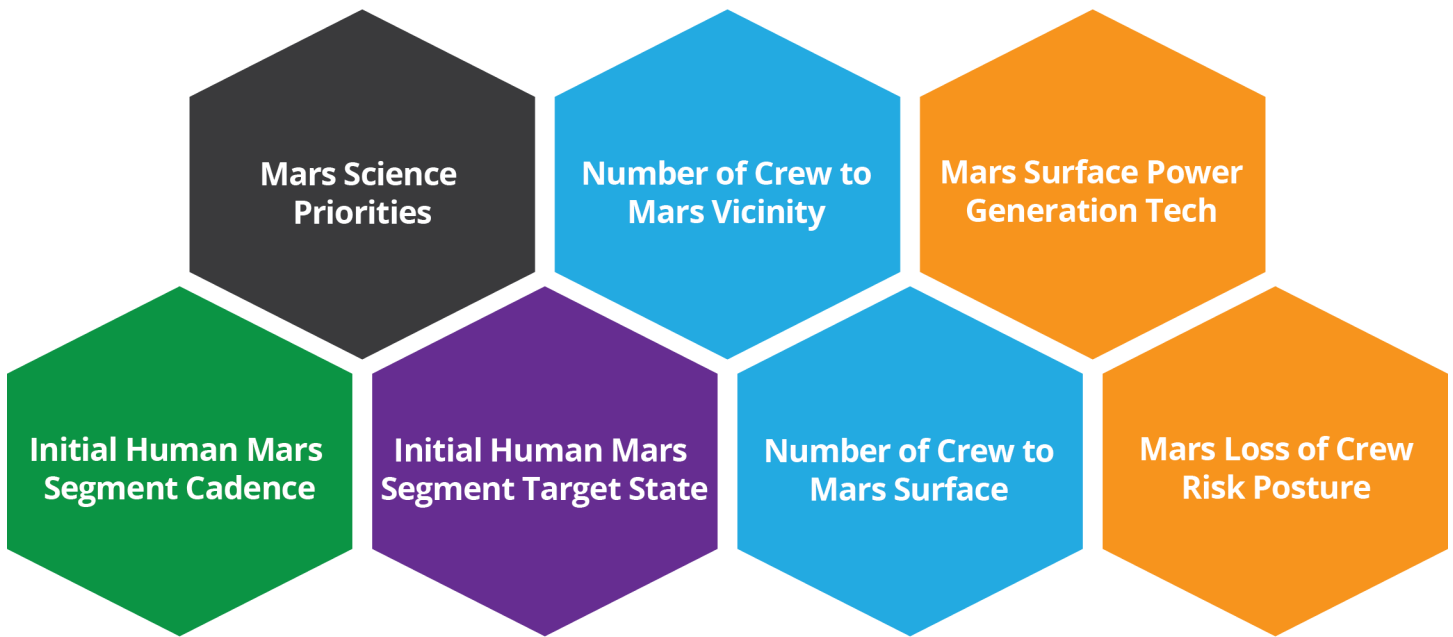 Mars Science
Priorities
Number of Crew to
Mars Vicinity
Mars Surface Power
Generation Tech
Initial Human Mars
Segment Cadence
Initial Human Mars
Segment Target State
Number of Crew to
Mars Surface
Mars Loss of Crew
Risk Posture